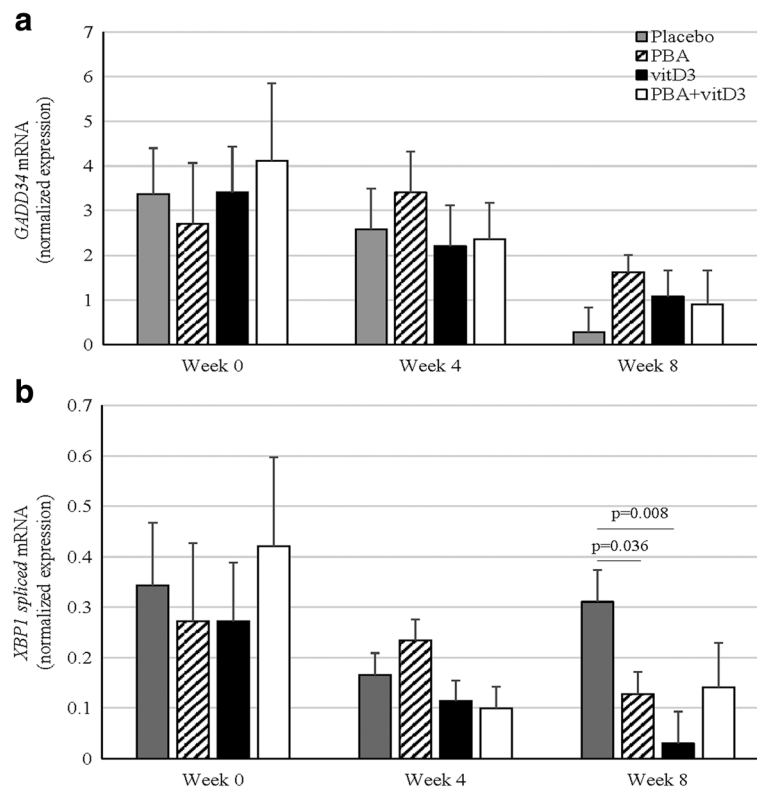 a
GADD34 mRNA
(normalized expression)
7
6
5
4
3
2
1
0
Placebo
PBA
vitD3
PBA+vitD3
Week 0
Week 4
Week 8
b
XBP1 spliced mRNA
(normalized expression)
0.7
0.6
0.5
0.4
0.3
0.2
0.1
0
p=0.008
p=0.036
Week 0
Week 4
Week 8